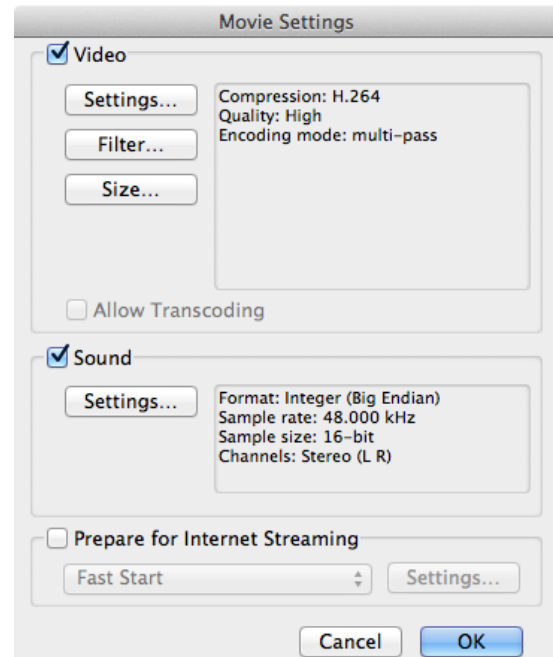 Movie Settings
Video
Settings...
Compression: H.264
Quality: High
Encoding mode: multi-pass
Filter...
Size...
Allow Transcoding
Sound
Settings...
Format: Integer (Big Endian)
Sample rate: 48.000 kHz
Sample size: 16-bit
Channels: Stereo (L R)
Prepare for Internet Streaming
Fast Start
Settings...
Cancel
OK